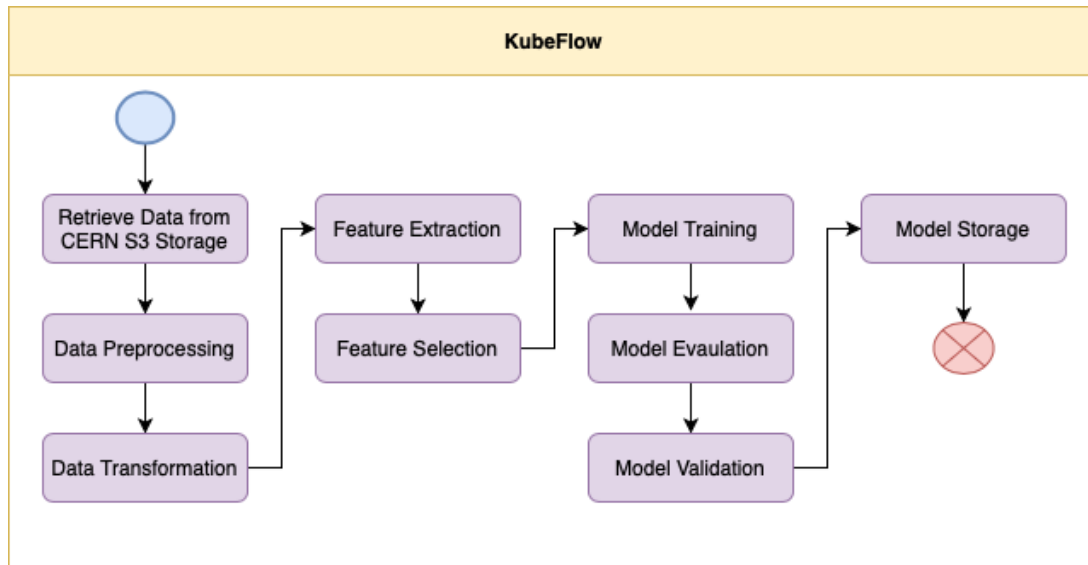 KubeFlow
Retrieve Data from
CERN S3 Storage
Data Preprocessing
Data Transformation
Feature Extraction
Feature Selection
Model Training
Model Evaulation
Model Validation
Model Storage